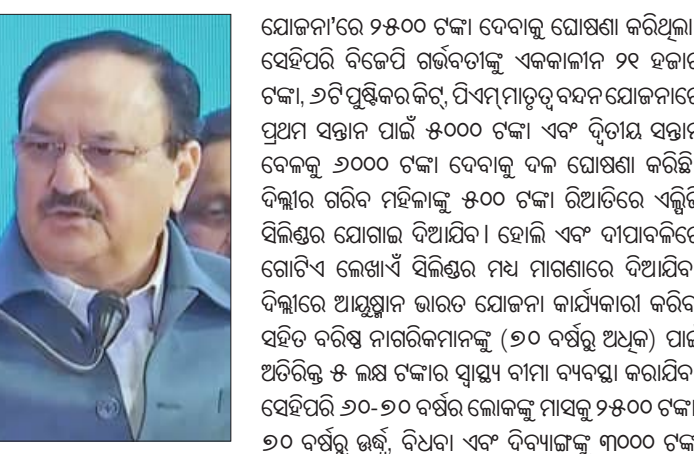 ଯୋଜନା’ରେ ୨୫୦୦ ଟଙ୍କା ଦେବାକୁ ଘୋଷଣା କରିଥିଲା
ସେହିପରି ବିଜେପି ଗର୍ଭବତୀଙ୍କୁ ଏକକାଳୀନ ୨୧ ହଜାର
ଟଙ୍କା, ୬ଟି ପୁଷ୍ଟିକର କିଟ୍, ପିଏମ୍ ମାତୃତ୍ୱ ବନ୍ଦନ ଯୋଜନାରେ
ପ୍ରଥମ ସନ୍ତାନ ପାଇଁ ୫୦୦୦ ଟଙ୍କା ଏବଂ ଦ୍ୱିତୀୟ ସନ୍ତାନ
ବେଳକୁ ୬୦୦୦ ଟଙ୍କା ଦେବାକୁ ଦଳ ଘୋଷଣା କରିଛି
ଦିଲ୍ଲୀର ଗରିବ ମହିଳାଙ୍କୁ ୫୦୦ ଟଙ୍କା ରିଆତିରେ ଏଲ୍ପିଜି
ସିଲିଣ୍ଡର ଯୋଗାଇ ଦିଆଯିବ। ହୋଲି ଏବଂ ଦୀପାବଳିରେ
ଗୋଟିଏ ଲେଖାଏଁ ସିଲିଣ୍ଡର ମଧ୍ୟ ମାଗଣାରେ ଦିଆଯିବ
ଦିଲ୍ଲୀରେ ଆୟୁଷ୍ମାନ ଭାରତ ଯୋଜନା କାର୍ଯ୍ୟକାରୀ କରିବା
ସହିତ ବରିଷ୍ଠ ନାଗରିକମାନଙ୍କୁ (୭୦ ବର୍ଷରୁ ଅଧିକ) ପାଇଁ
ଅତିରିକ୍ତ ୫ ଲକ୍ଷ ଟଙ୍କାର ସ୍ୱାସ୍ଥ୍ୟ ବୀମା ବ୍ୟବସ୍ଥା କରାଯିବ
ସେହିପରି ୬୦-୭୦ ବର୍ଷର ଲୋକଙ୍କୁ ମାସକୁ ୨୫୦୦ ଟଙ୍କା
୭୦ ବର୍ଷରୁ ଊର୍ଦ୍ଧ୍ୱ, ବିଧବା ଏବଂ ଦିବ୍ୟାଙ୍ଗଙ୍କୁ ୩୦୦୦ ଟଙ୍କା